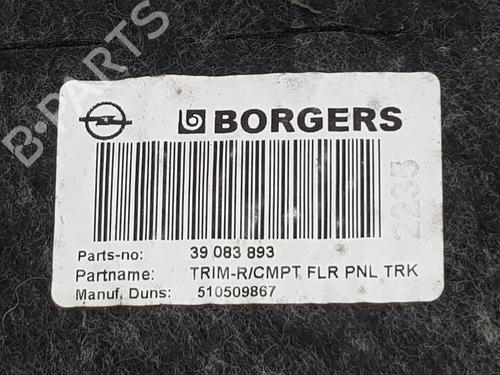 B-PARTS
BORGERS
2235
Parts-no: 39 083 893
Partname: TRIM-R/CMPT FLR PNL TRK
Manuf. Duns: 510509867